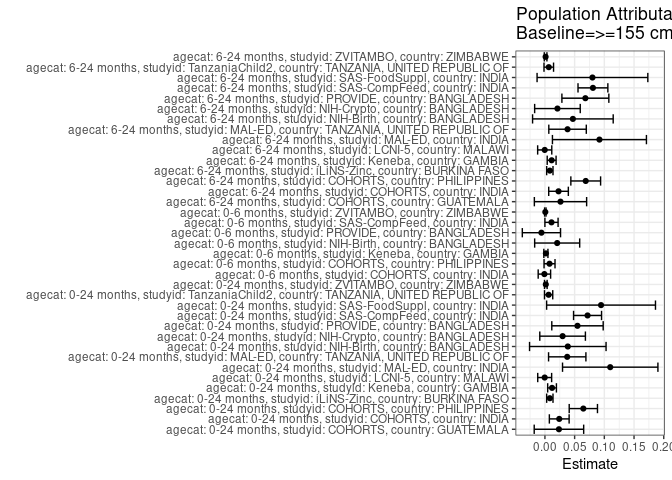 Population Attributa
Baseline=>=155 cm
agecat: 6-24 months, studyid: ZVITAMBO, country: ZIMBABWE
agecat: 6-24 months, studyid: TanzaniaChild2, country: TANZANIA, UNITED REPUBLIC OF
agecat: 6-24 months, studyid: SAS-FoodSuppl, country: INDIA
agecat: 6-24 months, studyid: SAS-CompFeed, country: INDIA
agecat: 6-24 months, studyid: PROVIDE, country: BANGLADESH
agecat: 6-24 months, studyid: NIH-Crypto, country: BANGLADESH
agecat: 6-24 months, studyid: NIH-Birth, country: BANGLADESH
agecat: 6-24 months, studyid: MAL-ED, country: TANZANIA, UNITED REPUBLIC OF
agecat: 6-24 months, studyid: MAL-ED, country: INDIA
agecat: 6-24 months, studyid: LCNI-5, country: MALAWI
agecat: 6-24 months, studyid: Keneba, country: GAMBIA
agecat: 6-24 months, studyid: iLiNS-Zinc, country: BURKINA FASO
agecat: 6-24 months, studyid: COHORTS, country: PHILIPPINES
agecat: 6-24 months, studyid: COHORTS, country: INDIA
agecat: 6-24 months, studyid: COHORTS, country: GUATEMALA
agecat: 0-6 months, studyid: ZVITAMBO, country: ZIMBABWE
agecat: 0-6 months, studyid: SAS-CompFeed, country: INDIA
agecat: 0-6 months, studyid: PROVIDE, country: BANGLADESH
agecat: 0-6 months, studyid: NIH-Birth, country: BANGLADESH
agecat: 0-6 months, studyid: Keneba, country: GAMBIA
agecat: 0-6 months, studyid: COHORTS, country: PHILIPPINES
agecat: 0-6 months, studyid: COHORTS, country: INDIA
agecat: 0-24 months, studyid: ZVITAMBO, country: ZIMBABWE
agecat: 0-24 months, studyid: TanzaniaChild2, country: TANZANIA, UNITED REPUBLIC OF
agecat: 0-24 months, studyid: SAS-FoodSuppl, country: INDIA
agecat: 0-24 months, studyid: SAS-CompFeed, country: INDIA
agecat: 0-24 months, studyid: PROVIDE, country: BANGLADESH
agecat: 0-24 months, studyid: NIH-Crypto, country: BANGLADESH
agecat: 0-24 months, studyid: NIH-Birth, country: BANGLADESH
agecat: 0-24 months, studyid: MAL-ED, country: TANZANIA, UNITED REPUBLIC OF
agecat: 0-24 months, studyid: MAL-ED, country: INDIA
agecat: 0-24 months, studyid: LCNI-5, country: MALAWI
agecat: 0-24 months, studyid: Keneba, country: GAMBIA
agecat: 0-24 months, studyid: iLiNS-Zinc, country: BURKINA FASO
agecat: 0-24 months, studyid: COHORTS, country: PHILIPPINES
agecat: 0-24 months, studyid: COHORTS, country: INDIA
agecat: 0-24 months, studyid: COHORTS, country: GUATEMALA
0.00 0.05 0.10 0.15 0.20
Estimate